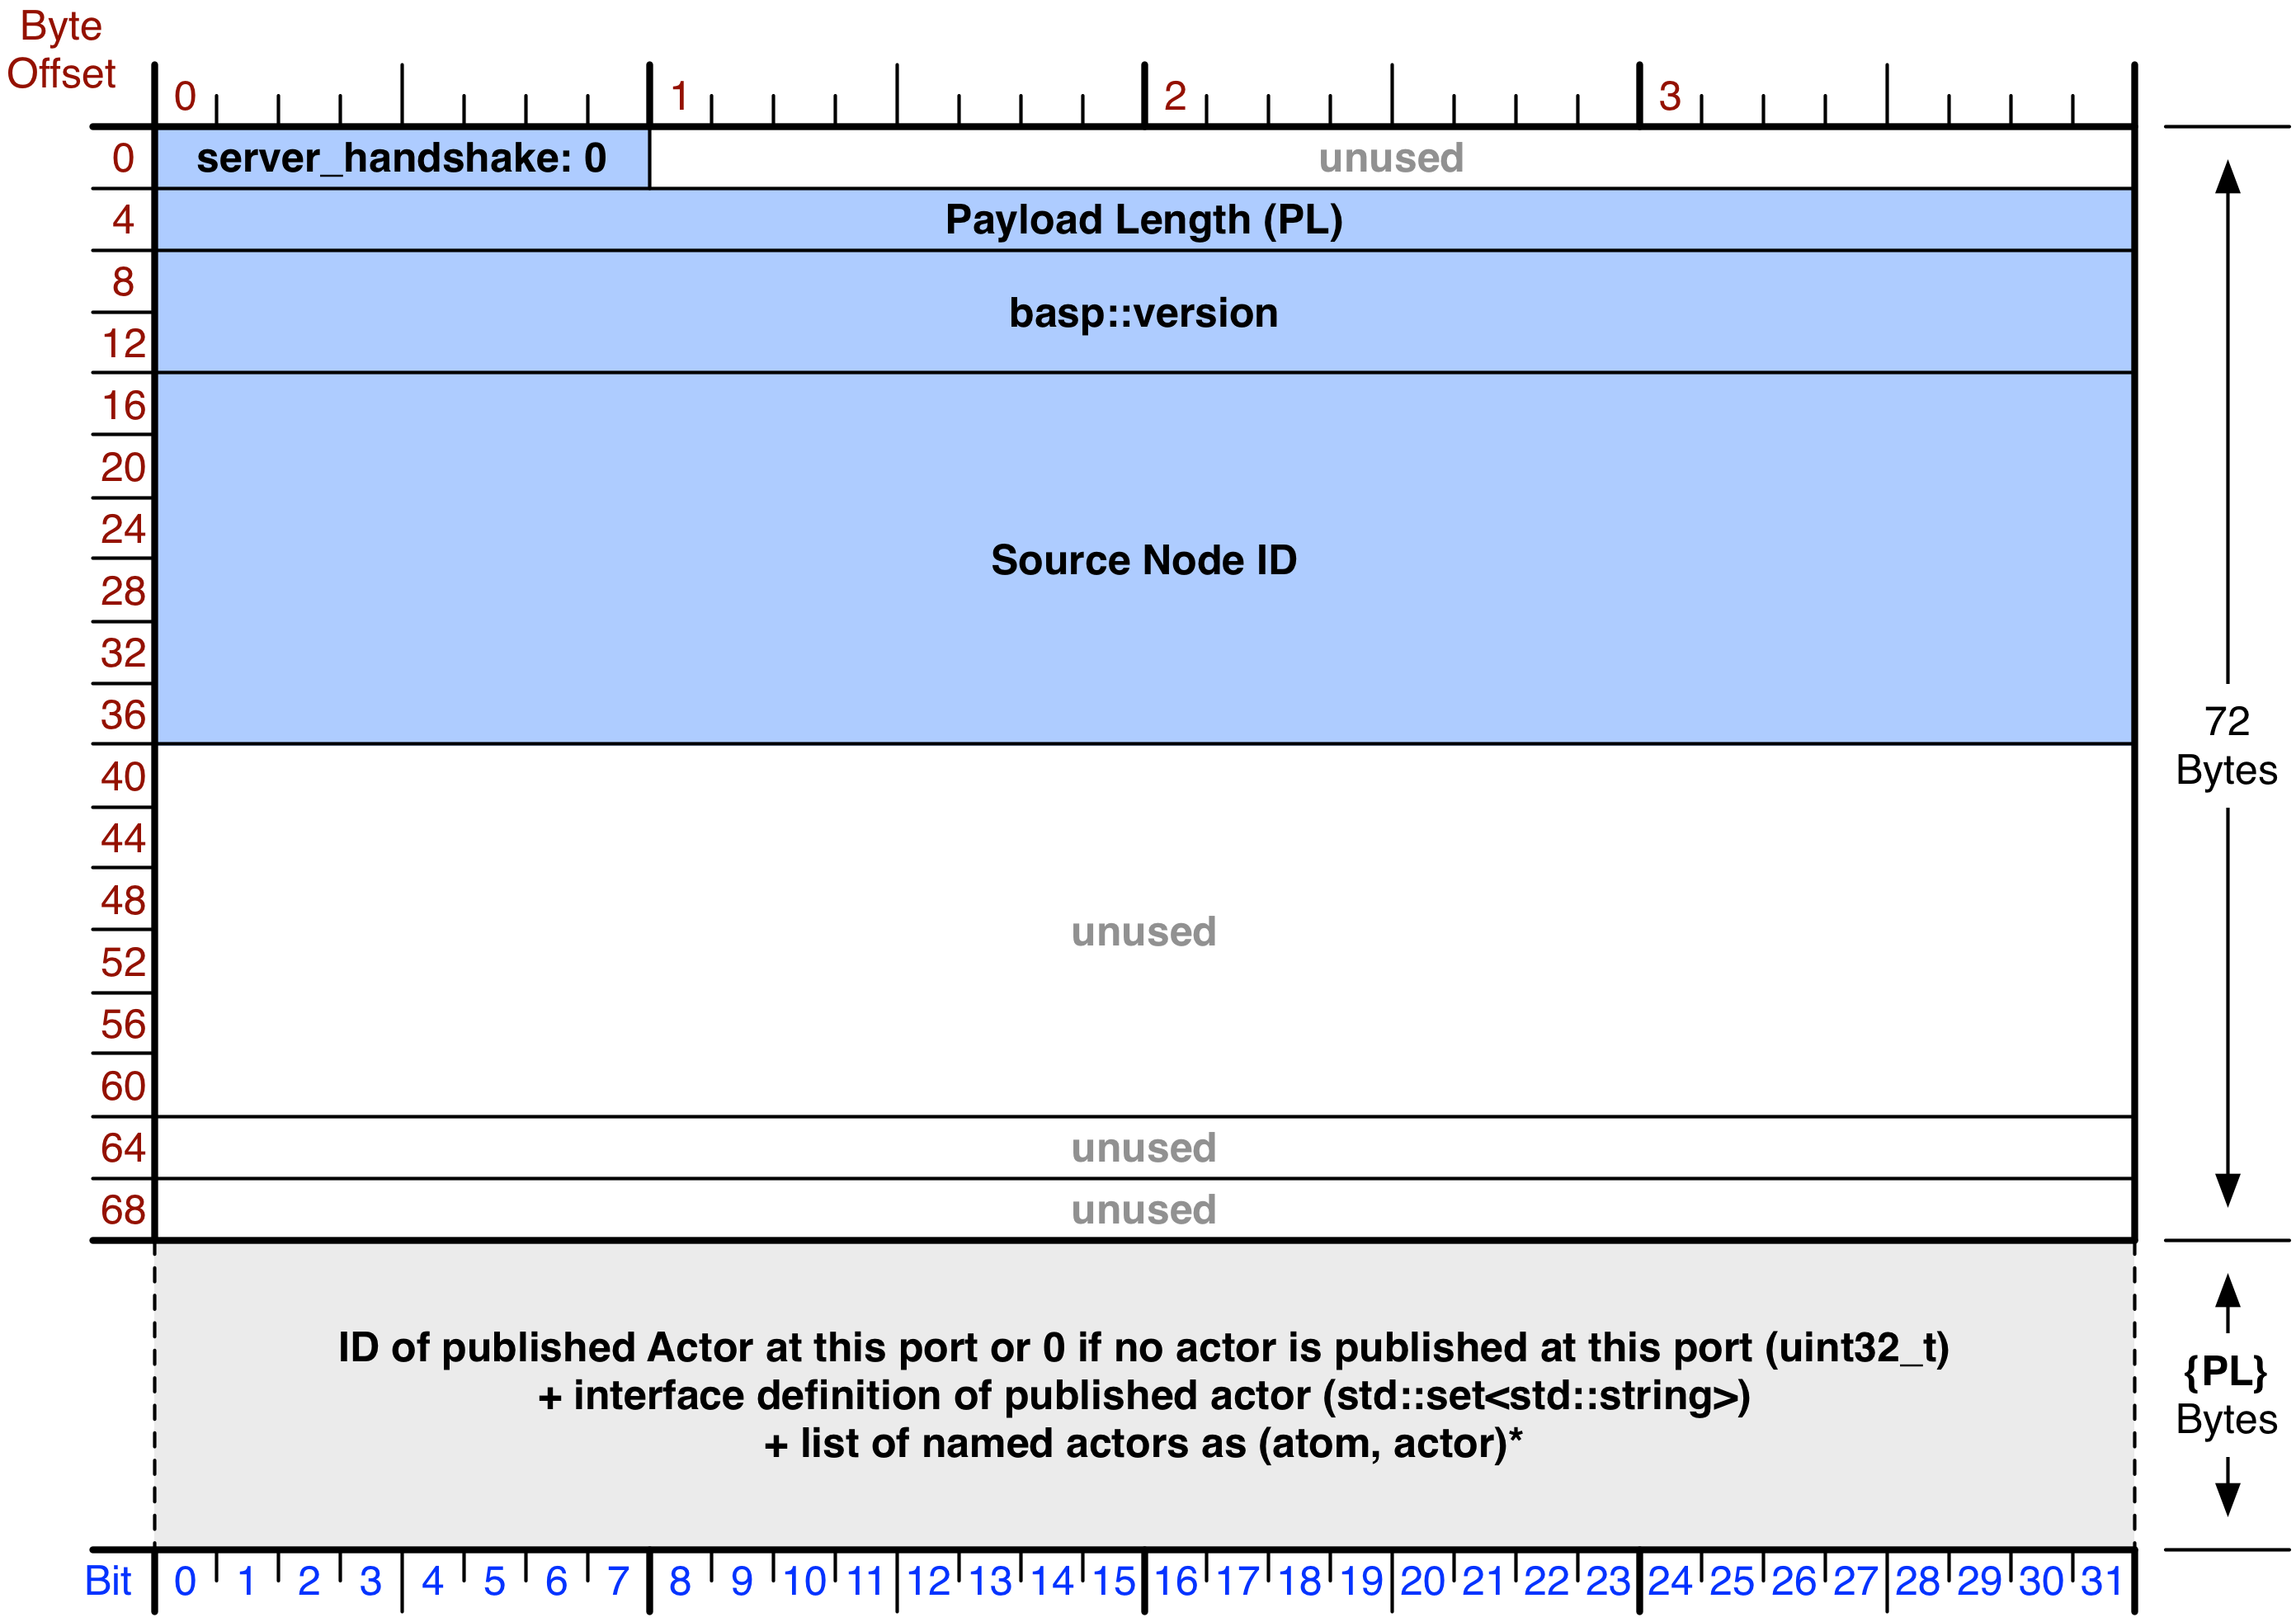 Byte
Offset
0 1 2 3
0 server_handshake: 0 unused
4 Payload Length (PL)
8
basp::version
12
16
20
24
Source Node ID
28
32
36
72
Bytes
40
44
48
unused
52
56
60
64 unused
68 unused
ID of published Actor at this port or 0 if no actor is published at this port (uint32_t)
+ interface definition of published actor (std::set<std::string>)
+ list of named actors as (atom, actor)*
{PL}
Bytes
Bit 0 1 2 3 4 5 6 7 8 9 10 11 12 13 14 15 16 17 18 19 20 21 22 23 24 25 26 27 28 29 30 31